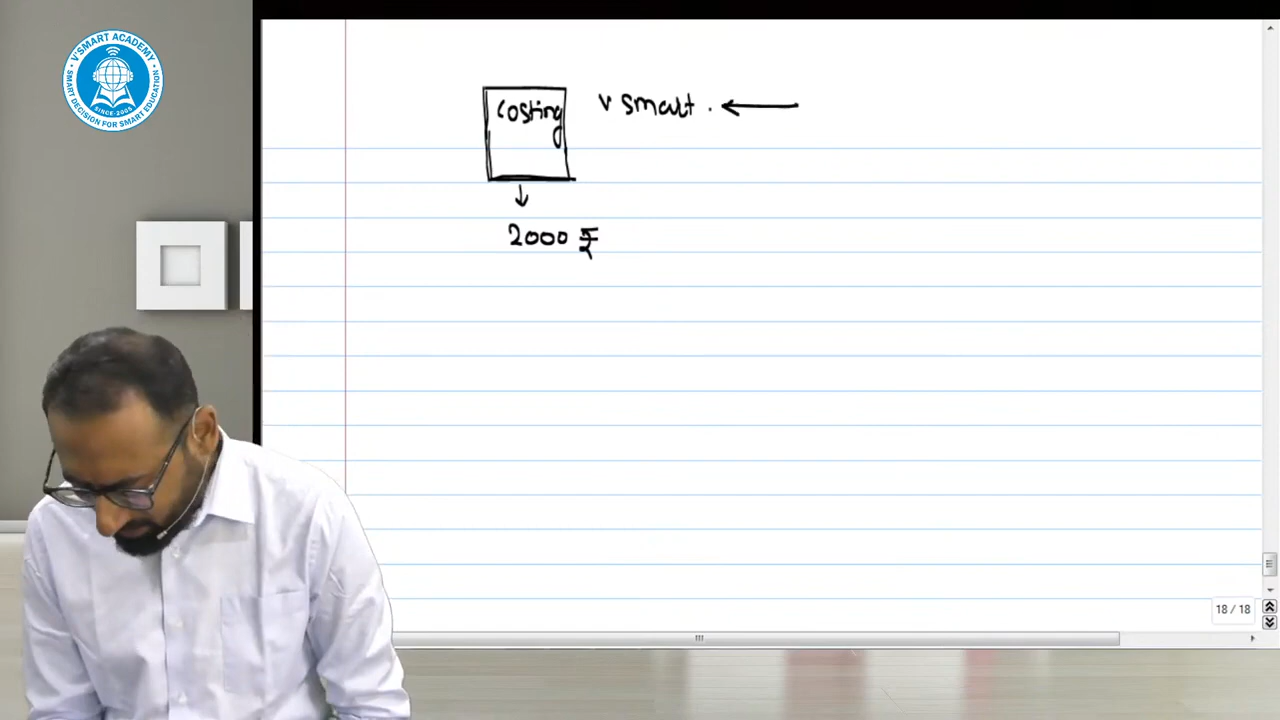 V'SMART ACADEMY
SMART DECISION FOR SMART EDUCATION
SINCE-2005
costing v smart .
2000 ₹
18 / 18